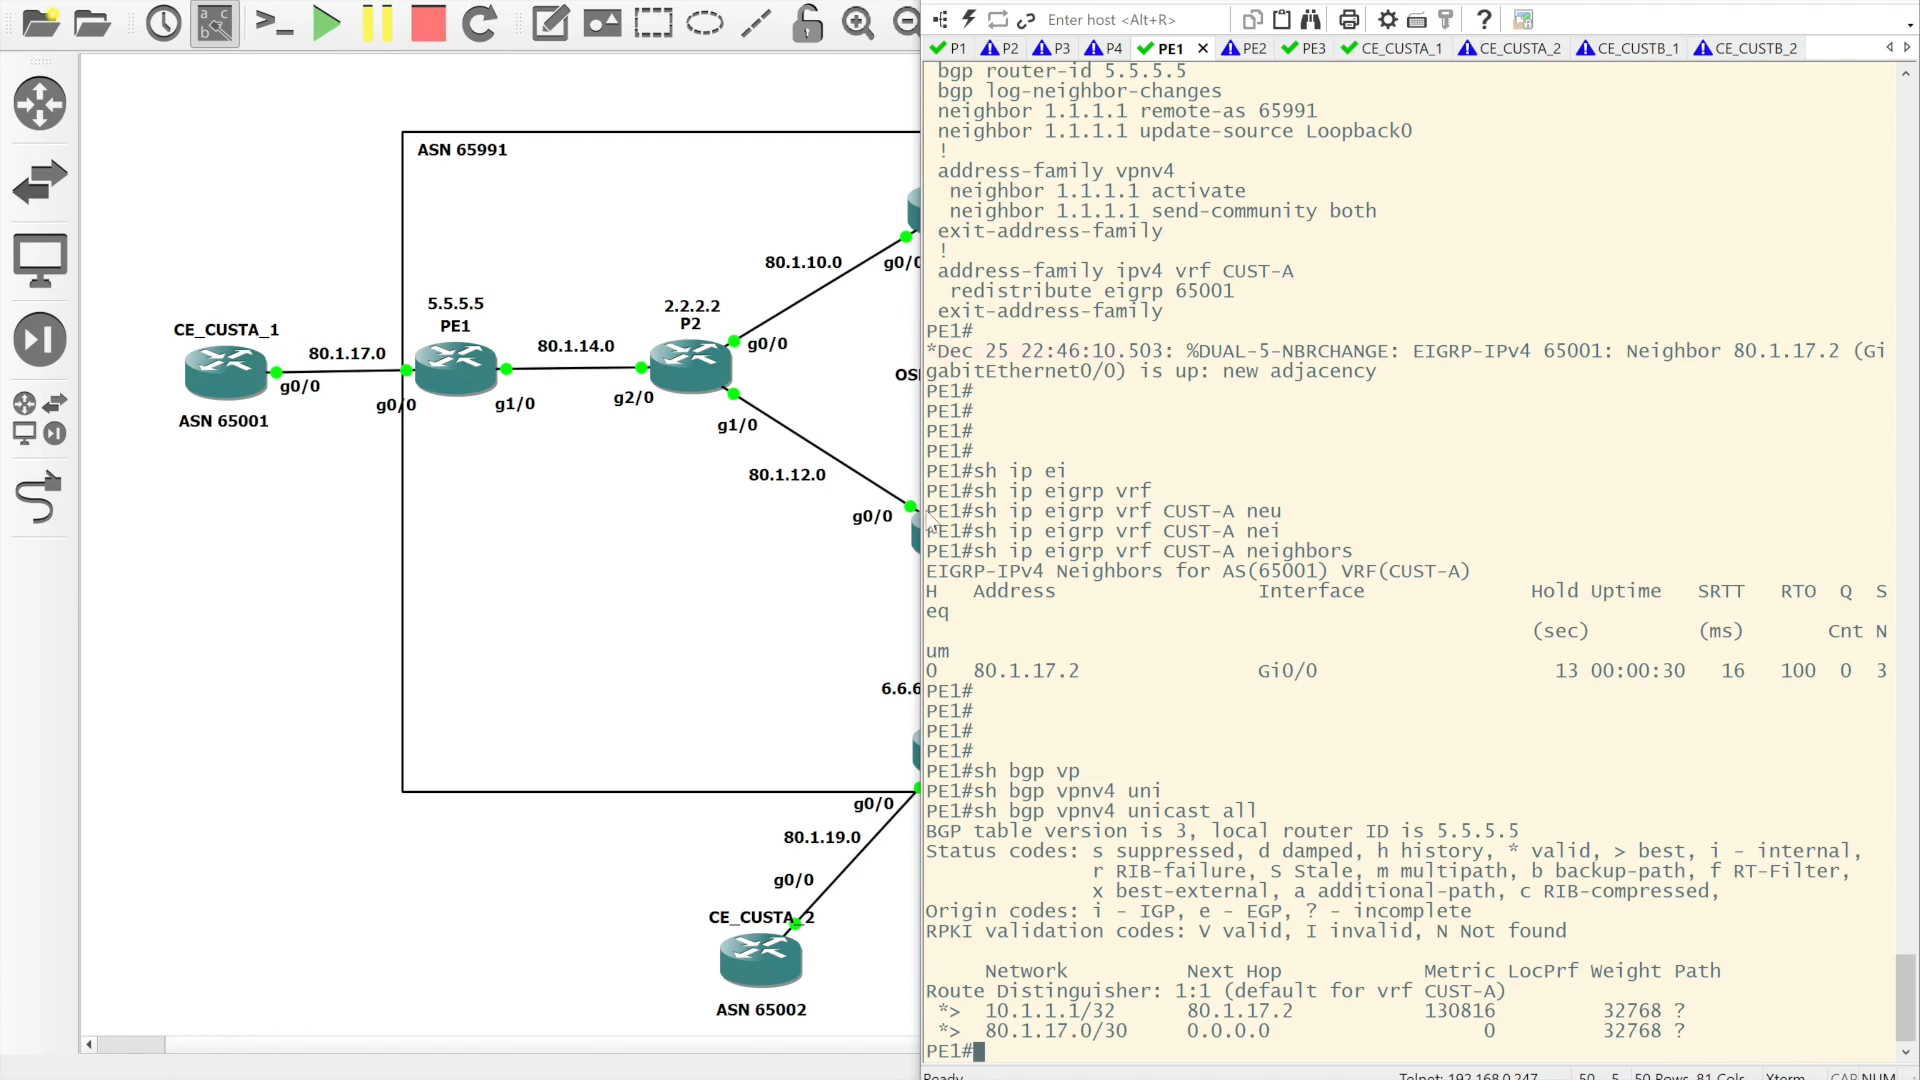 Enter host <Alt+R>
P1
P2
P3
P4
PE1
PE2
PE3
CE_CUSTA_1
CE_CUSTA_2
CE_CUSTB_1
CE_CUSTB_2
ASN 65991
80.1.10.0
g0/0
5.5.5.5
PE1
2.2.2.2
P2
g0/0
CE_CUSTA_1
80.1.17.0
80.1.14.0
g0/0
g0/0
g1/0
g2/0
ASN 65001
g1/0
80.1.12.0
g0/0
6.6.6
g0/0
80.1.19.0
g0/0
CE_CUSTA_2
ASN 65002
bgp router-id 5.5.5.5
bgp log-neighbor-changes
neighbor 1.1.1.1 remote-as 65991
neighbor 1.1.1.1 update-source Loopback0
!
address-family vpnv4
neighbor 1.1.1.1 activate
neighbor 1.1.1.1 send-community both
exit-address-family
!
address-family ipv4 vrf CUST-A
redistribute eigrp 65001
exit-address-family
PE1#
*Dec 25 22:46:10.503: %DUAL-5-NBRCHANGE: EIGRP-IPv4 65001: Neighbor 80.1.17.2 (Gi
gabitEthernet0/0) is up: new adjacency
PE1#
PE1#
PE1#
PE1#
PE1#sh ip ei
PE1#sh ip eigrp vrf
PE1#sh ip eigrp vrf CUST-A neu
PE1#sh ip eigrp vrf CUST-A nei
PE1#sh ip eigrp vrf CUST-A neighbors
EIGRP-IPv4 Neighbors for AS(65001) VRF(CUST-A)
H   Address                 Interface              Hold Uptime   SRTT   RTO  Q  S
eq
(sec)         (ms)       Cnt N
um
0   80.1.17.2               Gi0/0                    13 00:00:30   16   100  0  3
PE1#
PE1#
PE1#
PE1#
PE1#sh bgp vp
PE1#sh bgp vpnv4 uni
PE1#sh bgp vpnv4 unicast all
BGP table version is 3, local router ID is 5.5.5.5
Status codes: s suppressed, d damped, h history, * valid, > best, i - internal,
r RIB-failure, S Stale, m multipath, b backup-path, f RT-Filter,
x best-external, a additional-path, c RIB-compressed,
Origin codes: i - IGP, e - EGP, ? - incomplete
RPKI validation codes: V valid, I invalid, N Not found
Network          Next Hop            Metric LocPrf Weight Path
Route Distinguisher: 1:1 (default for vrf CUST-A)
*>  10.1.1.1/32      80.1.17.2           130816         32768 ?
*>  80.1.17.0/30     0.0.0.0                  0         32768 ?
PE1#